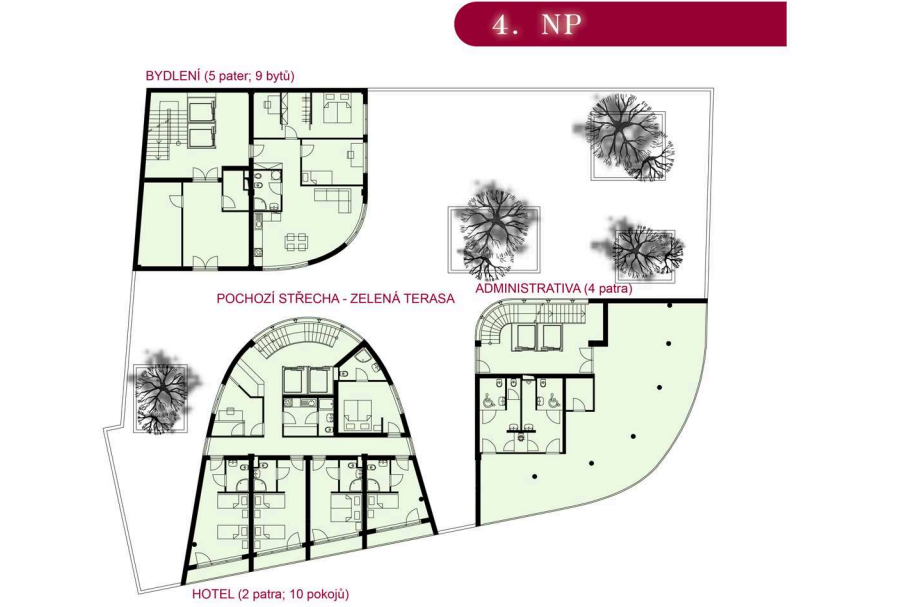 4. NP
BYDLENÍ (5 pater; 9 bytů)
POCHOZÍ STŘECHA - ZELENÁ TERASA
ADMINISTRATIVA (4 patra)
HOTEL (2 patra; 10 pokojů)